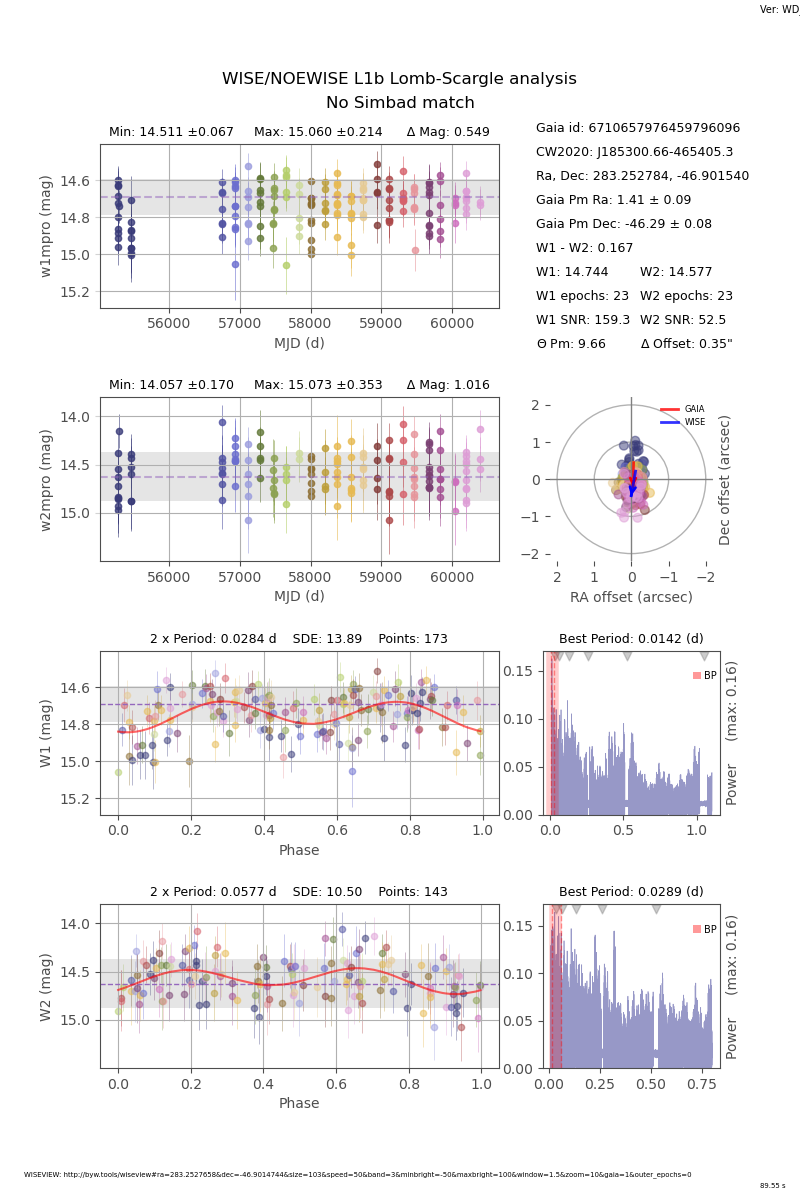 Ver: WD_
WISE/NOEWISE L1b Lomb-Scargle analysis
No Simbad match
Min: 14.511 ±0.067 Max: 15.060 ±0.214 Δ Mag: 0.549
w1mpro (mag)
14.6
14.8
15.0
15.2
56000 57000 58000 59000 60000
MJD (d)
Gaia id: 6710657976459796096
CW2020: J185300.66-465405.3
Ra, Dec: 283.252784, -46.901540
Gaia Pm Ra: 1.41 ± 0.09
Gaia Pm Dec: -46.29 ± 0.08
W1 - W2: 0.167
W1: 14.744 W2: 14.577
W1 epochs: 23 W2 epochs: 23
W1 SNR: 159.3 W2 SNR: 52.5
Θ Pm: 9.66 Δ Offset: 0.35"
Min: 14.057 ±0.170 Max: 15.073 ±0.353 Δ Mag: 1.016
w2mpro (mag)
14.0
14.5
15.0
56000 57000 58000 59000 60000
MJD (d)
GAIA
WISE
2
1
0
−1
−2
2 1 0 −1 −2
RA offset (arcsec)
Dec offset (arcsec)
2 x Period: 0.0284 d SDE: 13.89 Points: 173
W1 (mag)
14.6
14.8
15.0
15.2
0.0 0.2 0.4 0.6 0.8 1.0
Phase
Best Period: 0.0142 (d)
BP
0.15
0.10
0.05
0.00
0.0 0.5 1.0
Power (max: 0.16)
2 x Period: 0.0577 d SDE: 10.50 Points: 143
W2 (mag)
14.0
14.5
15.0
0.0 0.2 0.4 0.6 0.8 1.0
Phase
Best Period: 0.0289 (d)
BP
0.15
0.10
0.05
0.00
0.00 0.25 0.50 0.75
Power (max: 0.16)
WISEVIEW: http://byw.tools/wiseview#ra=283.2527658&dec=-46.9014744&size=103&speed=50&band=3&minbright=-50&maxbright=100&window=1.5&zoom=10&gaia=1&outer_epochs=0
89.55 s